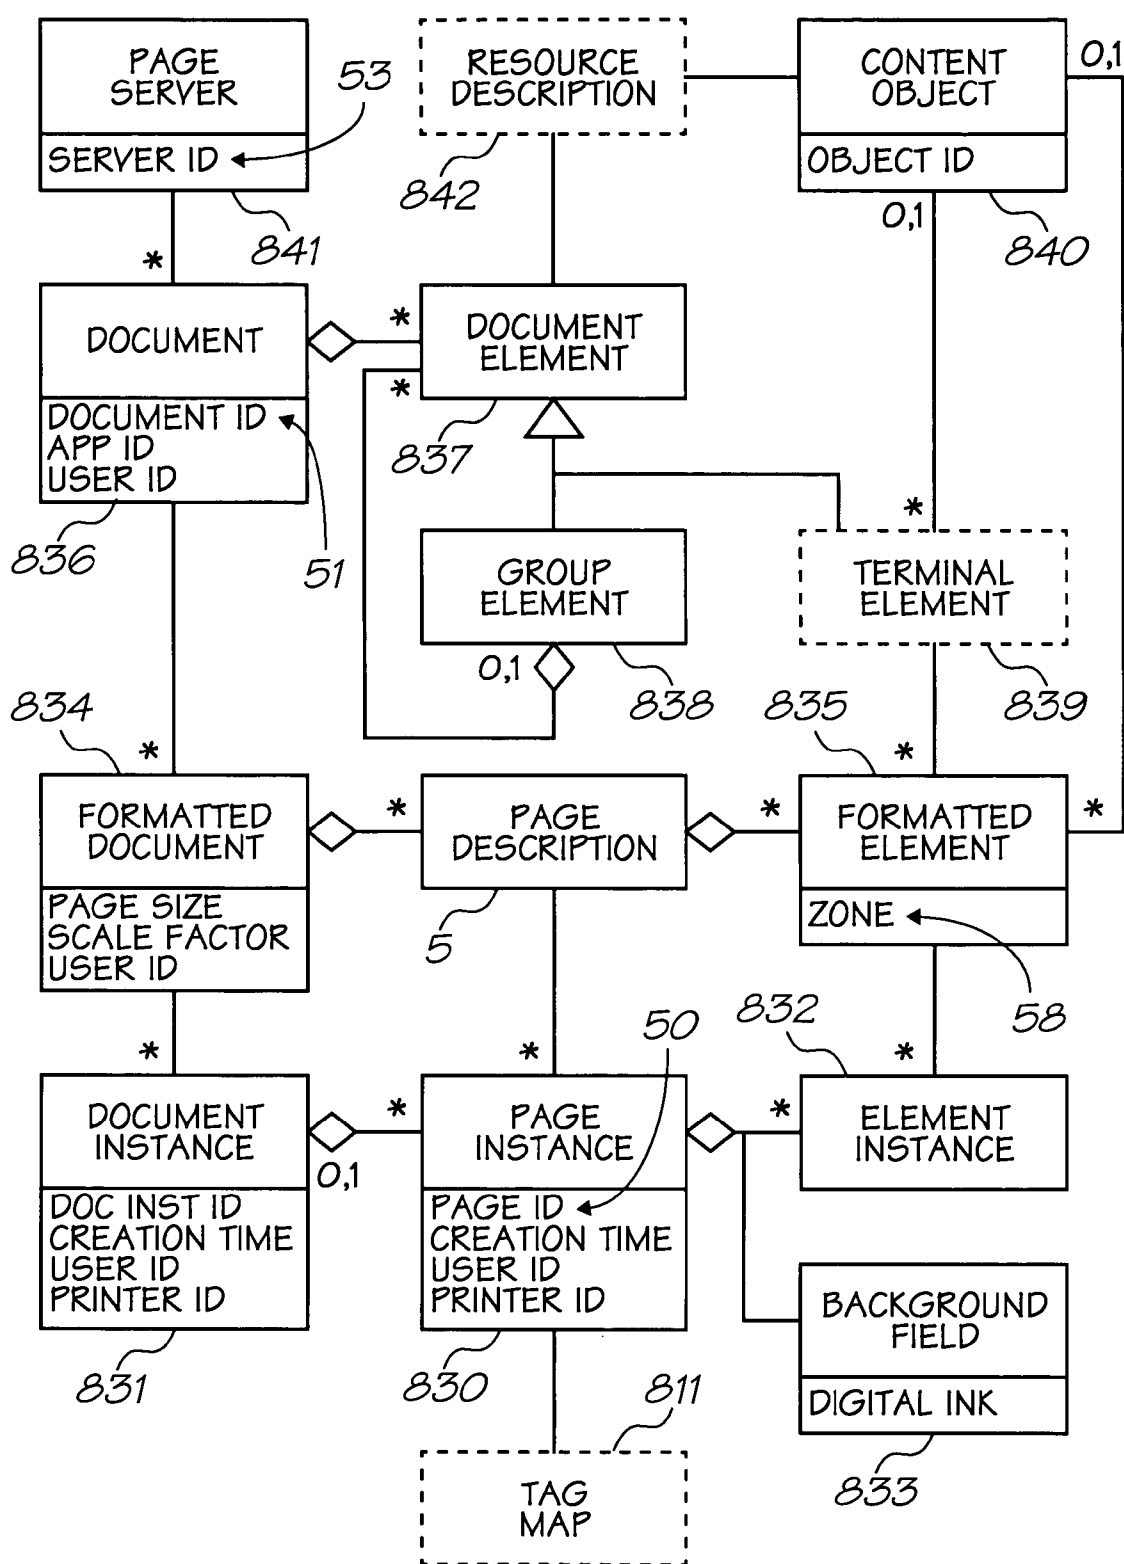 PAGE
SERVER
53
SERVER ID
841
*
RESOURCE
DESCRIPTION
842
CONTENT
OBJECT
0,1
OBJECT ID
0,1
840
DOCUMENT
DOCUMENT ID
APP ID
USER ID
836
51
*
DOCUMENT
ELEMENT
*
837
GROUP
ELEMENT
0,1
838
*
TERMINAL
ELEMENT
839
834
*
FORMATTED
DOCUMENT
PAGE SIZE
SCALE FACTOR
USER ID
*
PAGE
DESCRIPTION
5
835
*
*
FORMATTED
ELEMENT
*
ZONE
58
*
DOCUMENT
INSTANCE
0,1
DOC INST ID
CREATION TIME
USER ID
PRINTER ID
831
*
50
*
PAGE
INSTANCE
PAGE ID
CREATION TIME
USER ID
PRINTER ID
830
832
*
*
ELEMENT
INSTANCE
BACKGROUND
FIELD
DIGITAL INK
833
811
TAG
MAP